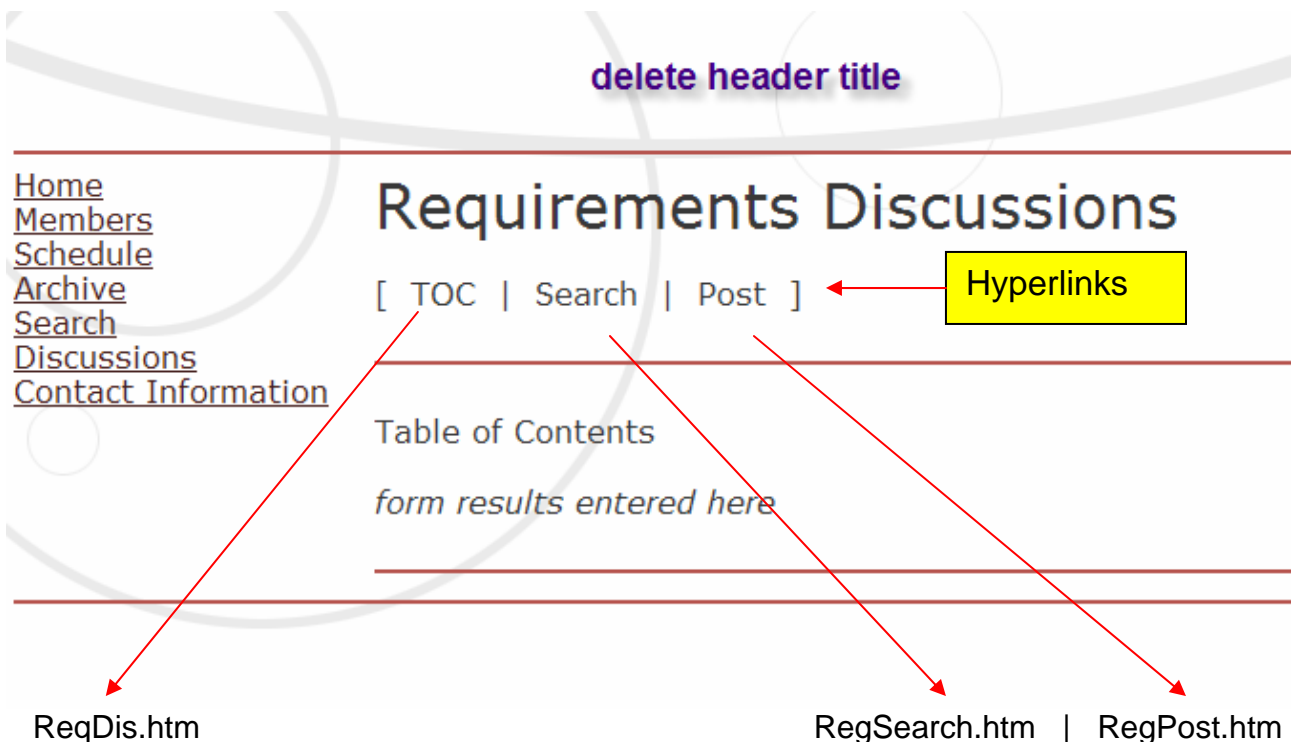 delete header title
Home
Members
Schedule
Archive
Search
Discussions
Contact Information
Requirements Discussions
[ TOC | Search | Post ]
Hyperlinks
Table of Contents
form results entered here
ReqDis.htm
RegSearch.htm | RegPost.htm